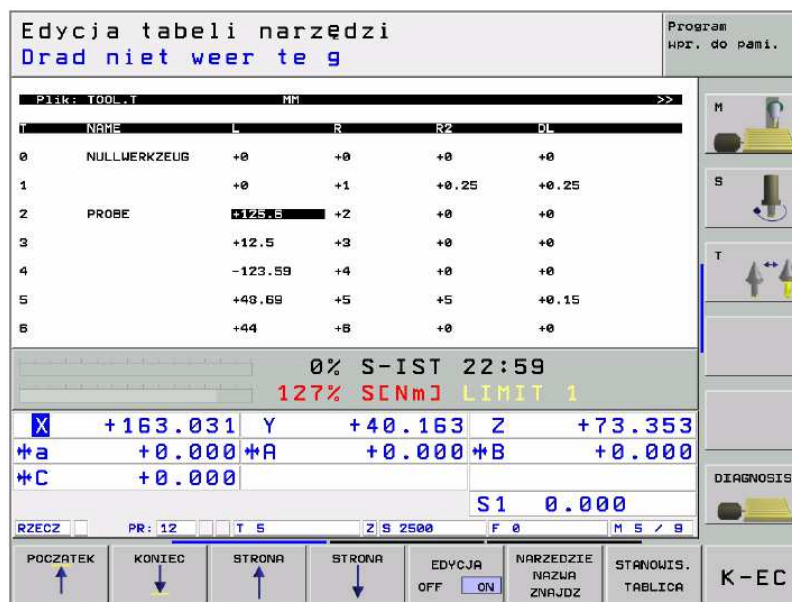 Edycja tabeli narzędzi
Drad niet weer te g
Program
wpr. do pami.
Plik: TOOL.T MM >>
T NAME L R R2 DL
0 NULLWERKZEUG +0 +0 +0 +0
1 +0 +1 +0.25 +0.25
2 PROBE +125.6 +2 +0 +0
3 +12.5 +3 +0 +0
4 -123.59 +4 +0 +0
5 +48.69 +5 +5 +0.15
6 +44 +6 +0 +0
0% S-IST 22:59
127% S[Nm] LIMIT 1
X +163.031 Y +40.163 Z +73.353
a +0.000 A +0.000 B +0.000
C +0.000
S1 0.000
RZECZ PR: 12 T 5 Z S 2500 F 0 M 5 / 9
M
S
T
DIAGNOSIS
POCZATEK KONIEC STRONA STRONA EDYCJA OFF ON NARZEDZIE NAZWA ZNAJDZ STANOWIS. TABLICA K-EC